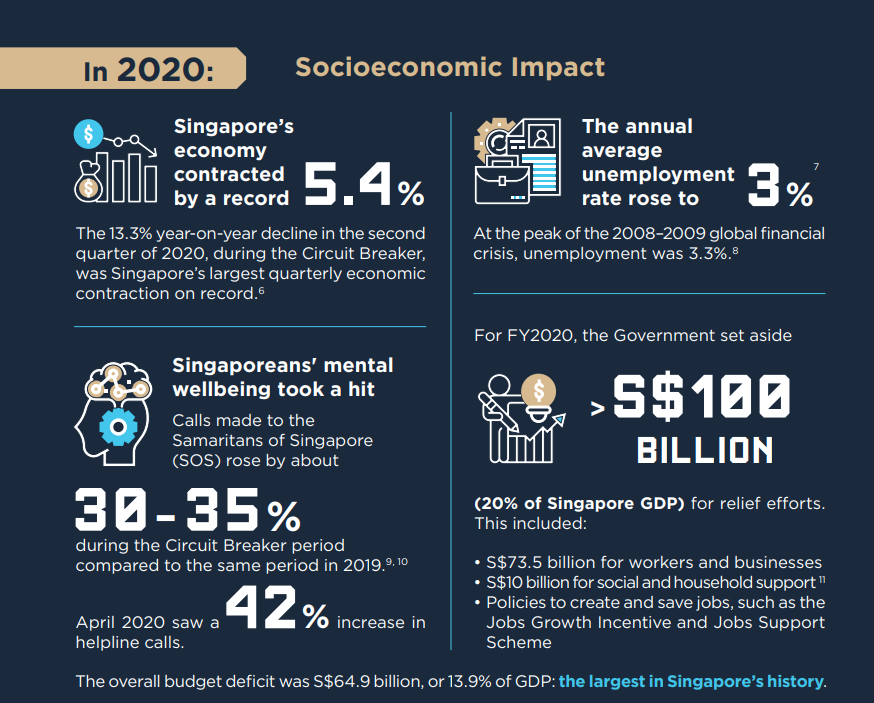 In 2020:
Socioeconomic Impact
Singapore's
economy
contracted
by a record 5.4%
The 13.3% year-on-year decline in the second
quarter of 2020, during the Circuit Breaker,
was Singapore's largest quarterly economic
contraction on record.6
Singaporeans' mental
wellbeing took a hit
Calls made to the
Samaritans of Singapore
(SOS) rose by about
30-35%
during the Circuit Breaker period
compared to the same period in 2019.9, 10
April 2020 saw a 42% increase in
helpline calls.
The annual
average
unemployment
rate rose to 3%7
At the peak of the 2008–2009 global financial
crisis, unemployment was 3.3%.8
For FY2020, the Government set aside
> S$100
BILLION
(20% of Singapore GDP) for relief efforts.
This included:
• S$73.5 billion for workers and businesses
• S$10 billion for social and household support11
• Policies to create and save jobs, such as the
Jobs Growth Incentive and Jobs Support
Scheme
The overall budget deficit was S$64.9 billion, or 13.9% of GDP: the largest in Singapore's history.